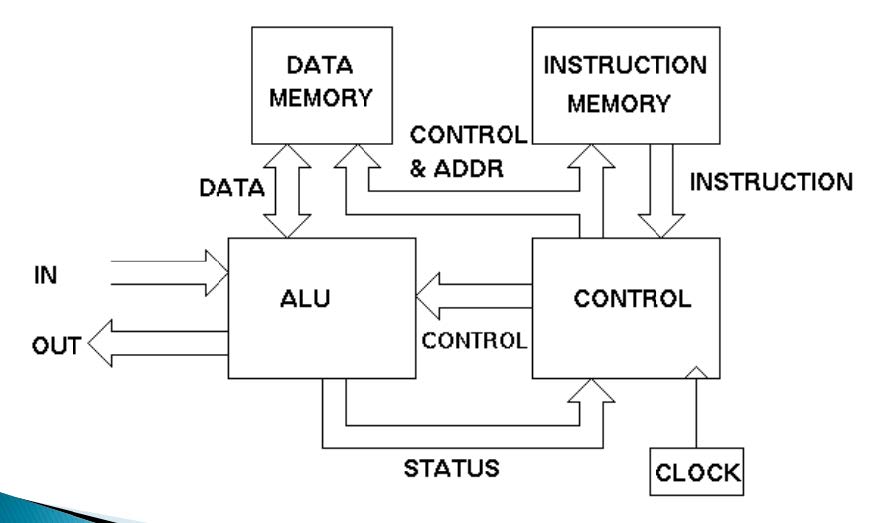 DATA
MEMORY
INSTRUCTION
MEMORY
CONTROL
& ADDR
DATA
INSTRUCTION
IN
ALU
CONTROL
OUT
CONTROL
STATUS
CLOCK